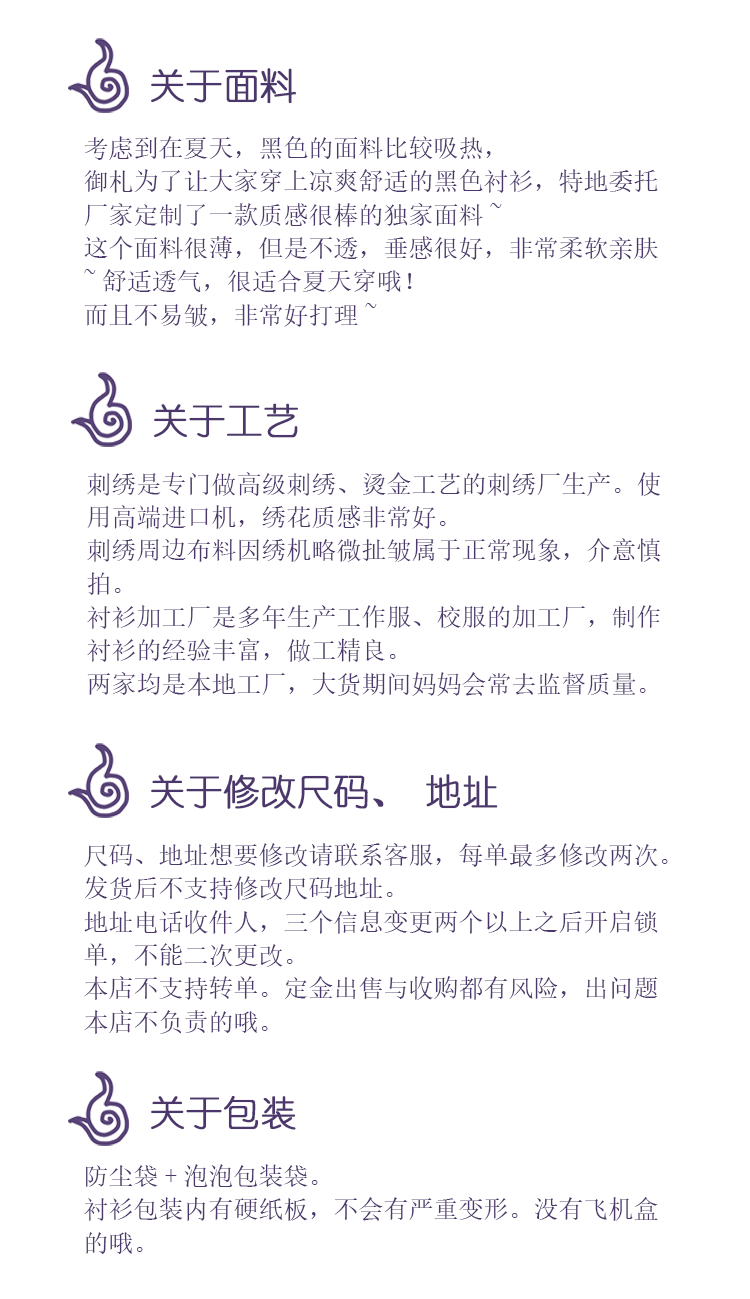 关于面料
考虑到在夏天，黑色的面料比较吸热，
御札为了让大家穿上凉爽舒适的黑色衬衫，特地委托
厂家定制了一款质感很棒的独家面料~
这个面料很薄，但是不透，垂感很好，非常柔软亲肤
~舒适透气，很适合夏天穿哦！
而且不易皱，非常好打理~
关于工艺
刺绣是专门做高级刺绣、烫金工艺的刺绣厂生产。使
用高端进口机，绣花质感非常好。
刺绣周边布料因绣机略微扯皱属于正常现象，介意慎
拍。
衬衫加工厂是多年生产工作服、校服的加工厂，制作
衬衫的经验丰富，做工精良。
两家均是本地工厂，大货期间妈妈会常去监督质量。
关于修改尺码、 地址
尺码、地址想要修改请联系客服，每单最多修改两次。
发货后不支持修改尺码地址。
地址电话收件人，三个信息变更两个以上之后开启锁
单，不能二次更改。
本店不支持转单。定金出售与收购都有风险，出问题
本店不负责的哦。
关于包装
防尘袋+泡泡包装袋。
衬衫包装内有硬纸板，不会有严重变形。没有飞机盒
的哦。